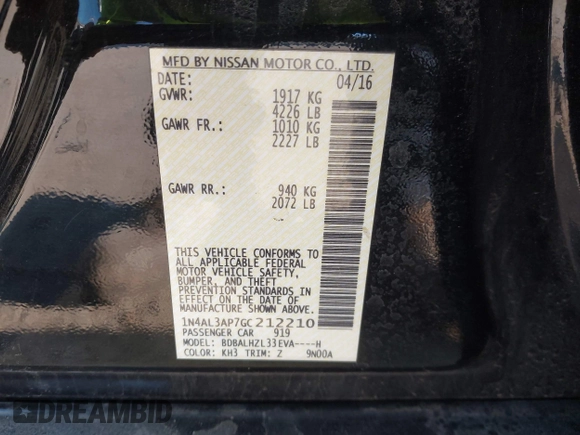 MFD BY NISSAN MOTOR CO., LTD.
DATE: 04/16
GVWR: 1917 KG
4226 LB
GAWR FR.: 1010 KG
2227 LB
GAWR RR.: 940 KG
2072 LB
THIS VEHICLE CONFORMS TO
ALL APPLICABLE FEDERAL
MOTOR VEHICLE SAFETY,
BUMPER, AND THEFT
PREVENTION STANDARDS
IN EFFECT ON THE DATE OF
MANUFACTURE SHOWN ABOVE.
1N4AL3AP7GC212210
PASSENGER CAR 919
MODEL: BDBALHZL33EVA----H
COLOR: KH3 TRIM: Z 9N00A
DREAMBID